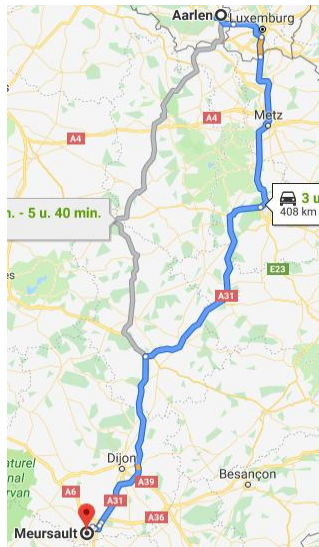 Aarlen
Luxemburg
Metz
A4
A4
n. - 5 u. 40 min.
3 u
408 km
E23
A31
Dijon
A39
Besançon
aturel
nal
rvan
A6
A31
A36
Meursault